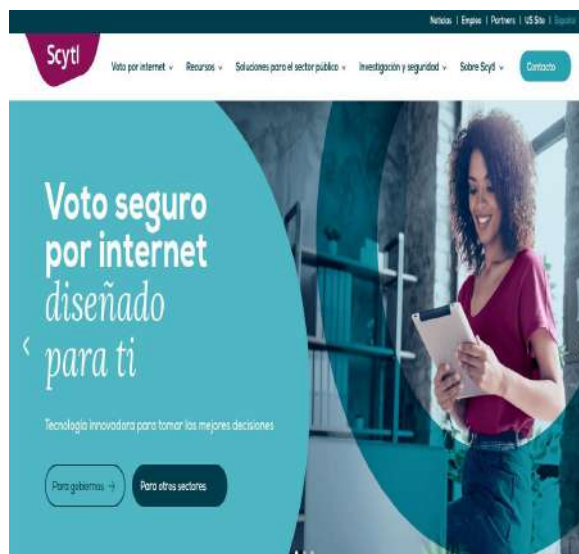 Noticias | Empleo | Partners | US Site | Español
Scytl
Voto por internet Recursos Soluciones para el sector público Investigación y seguridad Sobre Scytl Contacto
Voto seguro
por internet
diseñado
para ti
Tecnología innovadora para tomar las mejores decisiones
Para gobiernos → Para otros sectores